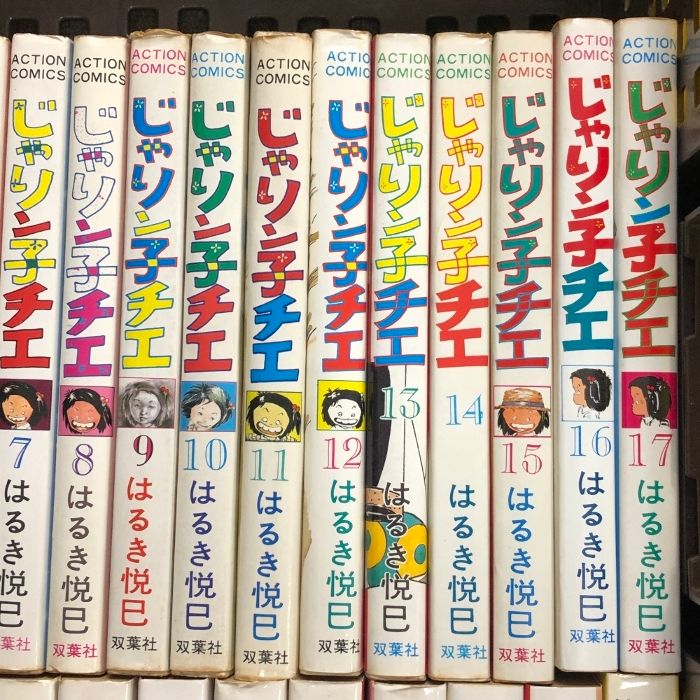 ACTION
COMICS
じゃりン子チエ
7
はるき悦巳
双葉社
ACTION
COMICS
じゃりン子チエ
8
はるき悦巳
双葉社
ACTION
COMICS
じゃりン子チエ
9
はるき悦巳
双葉社
ACTION
COMICS
じゃりン子チエ
10
はるき悦巳
双葉社
ACTION
COMICS
じゃりン子チエ
11
はるき悦巳
双葉社
ACTION
COMICS
じゃりン子チエ
12
はるき悦巳
双葉社
ACTION
COMICS
じゃりン子チエ
13
はるき悦巳
双葉社
ACTION
COMICS
じゃりン子チエ
14
はるき悦巳
双葉社
ACTION
COMICS
じゃりン子チエ
15
はるき悦巳
双葉社
ACTION
COMICS
じゃりン子チエ
16
はるき悦巳
双葉社
ACTION
COMICS
じゃりン子チエ
17
はるき悦巳
双葉社